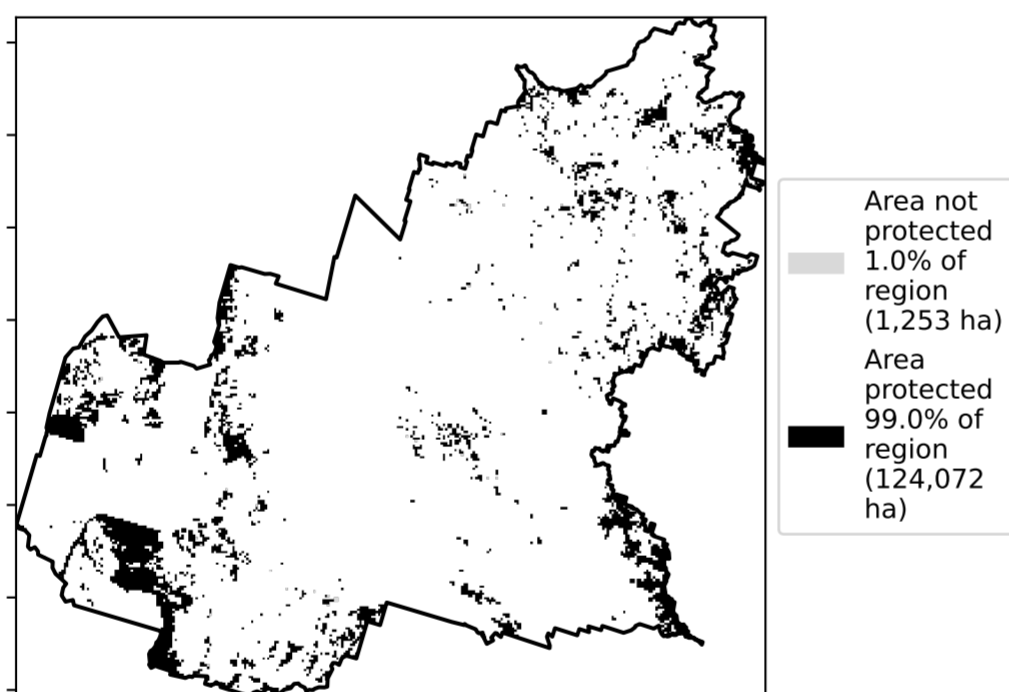 Area not
protected
1.0% of
region
(1,253 ha)
Area
protected
99.0% of
region
(124,072
ha)